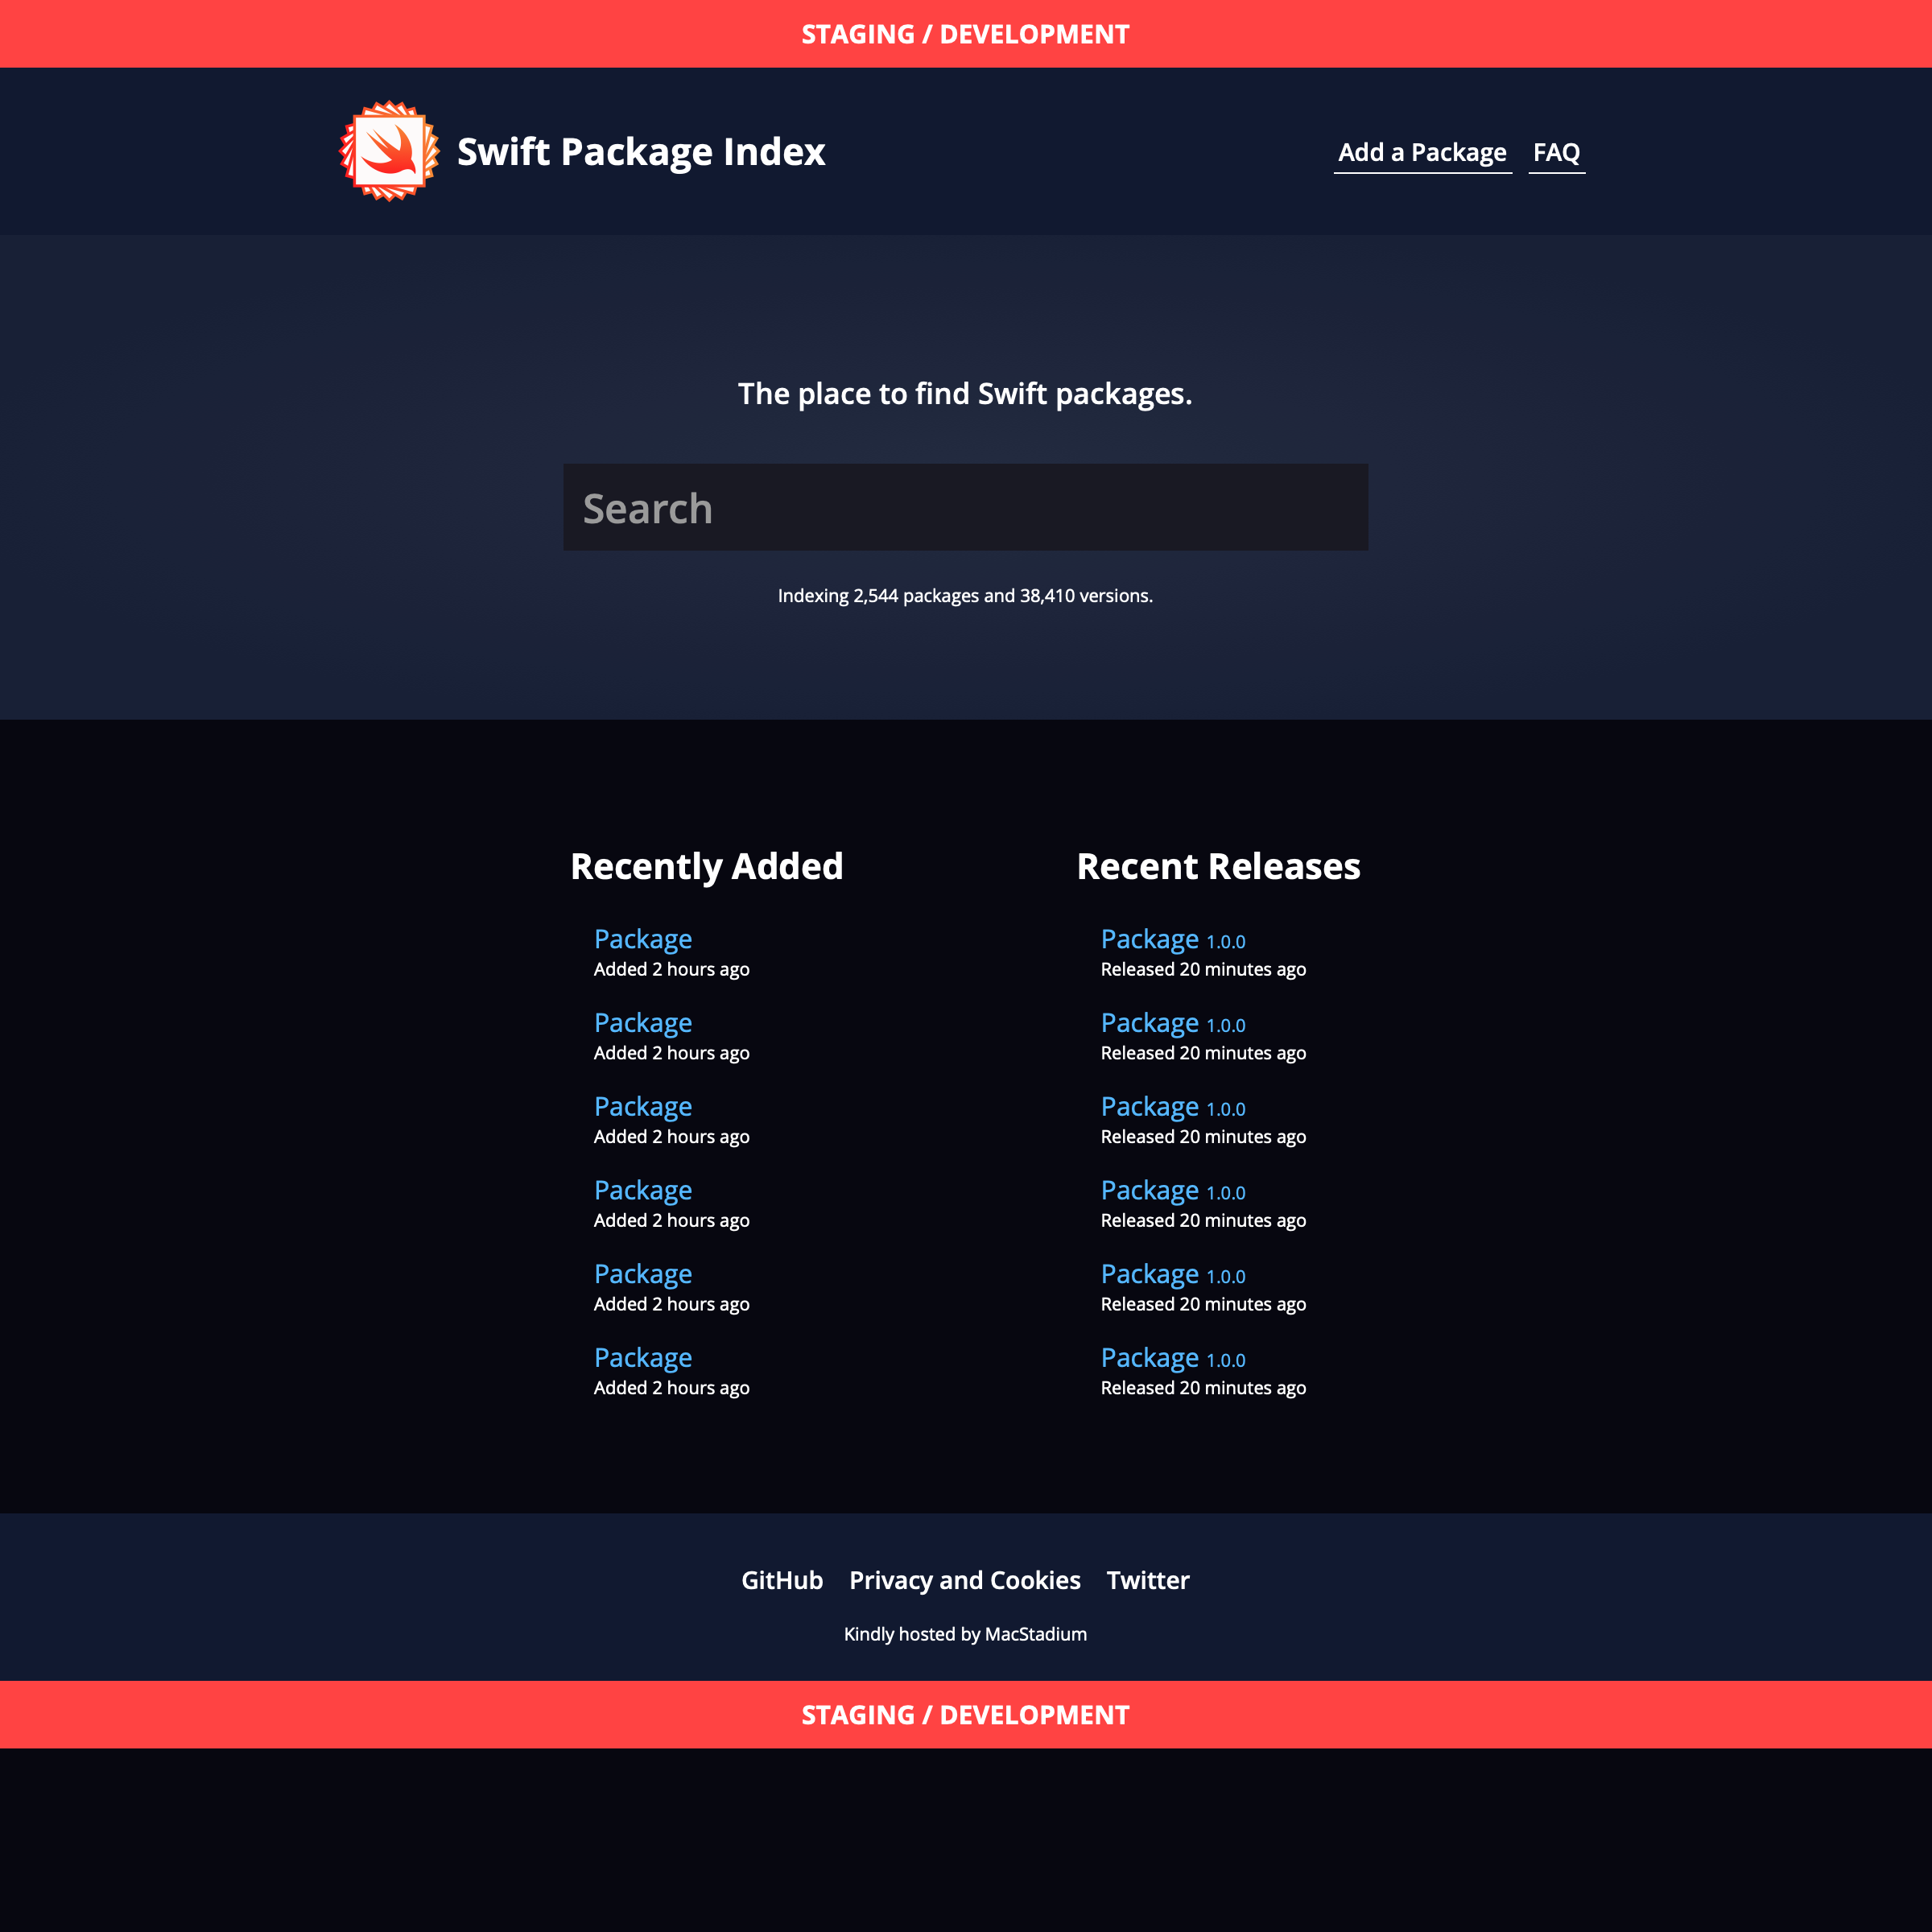 STAGING / DEVELOPMENT
Swift Package Index
Add a Package
FAQ
The place to find Swift packages.
Search
Indexing 2,544 packages and 38,410 versions.
Recently Added
Package
Added 2 hours ago
Package
Added 2 hours ago
Package
Added 2 hours ago
Package
Added 2 hours ago
Package
Added 2 hours ago
Package
Added 2 hours ago
Recent Releases
Package 1.0.0
Released 20 minutes ago
Package 1.0.0
Released 20 minutes ago
Package 1.0.0
Released 20 minutes ago
Package 1.0.0
Released 20 minutes ago
Package 1.0.0
Released 20 minutes ago
Package 1.0.0
Released 20 minutes ago
GitHub Privacy and Cookies Twitter
Kindly hosted by MacStadium
STAGING / DEVELOPMENT